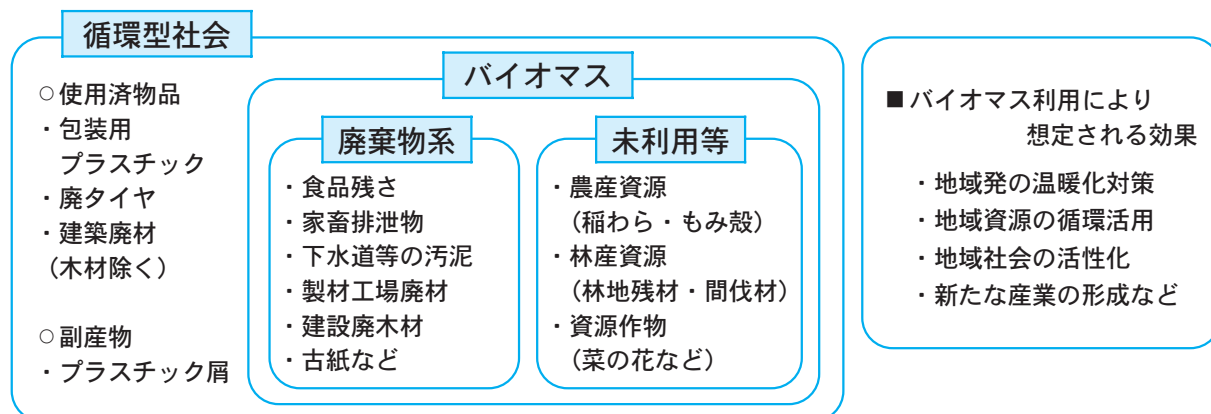 循環型社会
○使用済物品
・包装用
プラスチック
・廃タイヤ
・建築廃材
（木材除く）
○副産物
・プラスチック屑
バイオマス
廃棄物系
・食品残さ
・家畜排泄物
・下水道等の汚泥
・製材工場廃材
・建設廃木材
・古紙など
未利用等
・農産資源
（稲わら・もみ殻）
・林産資源
（林地残材・間伐材）
・資源作物
（菜の花など）
■バイオマス利用により
想定される効果
・地域発の温暖化対策
・地域資源の循環活用
・地域社会の活性化
・新たな産業の形成など